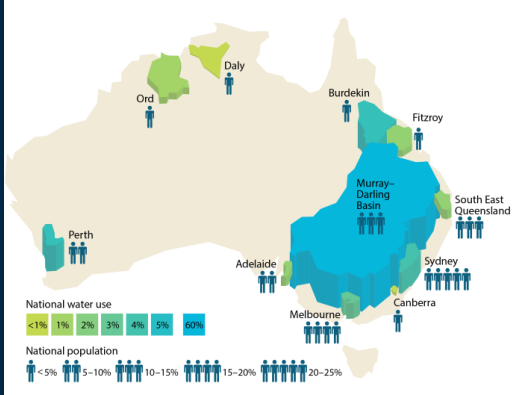 Daly
Ord
Burdekin
Fitzroy
Murray–
Darling
Basin
South East
Queensland
Perth
Adelaide
Sydney
Canberra
Melbourne
National water use
<1% 1% 2% 3% 4% 5% 60%
National population
<5% 5–10% 10–15% 15–20% 20–25%